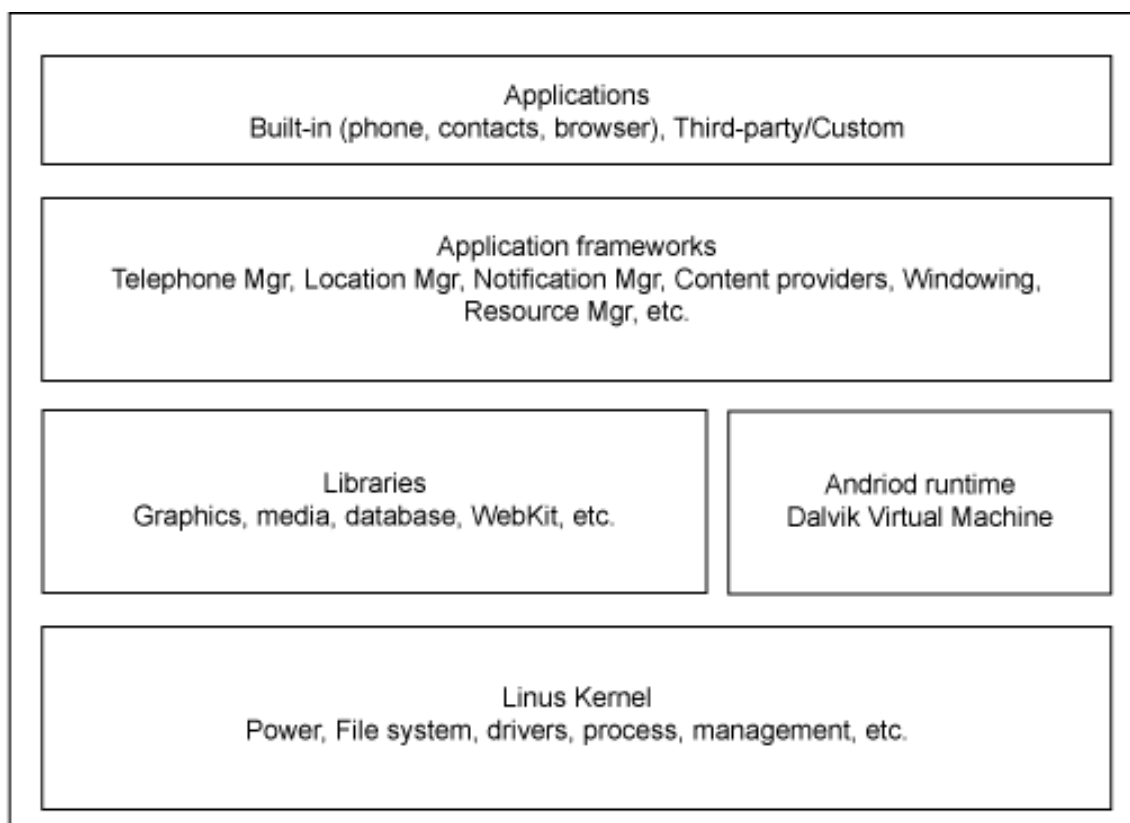 Applications
Built-in (phone, contacts, browser), Third-party/Custom
Application frameworks
Telephone Mgr, Location Mgr, Notification Mgr, Content providers, Windowing,
Resource Mgr, etc.
Libraries
Graphics, media, database, WebKit, etc.
Andriod runtime
Dalvik Virtual Machine
Linus Kernel
Power, File system, drivers, process, management, etc.